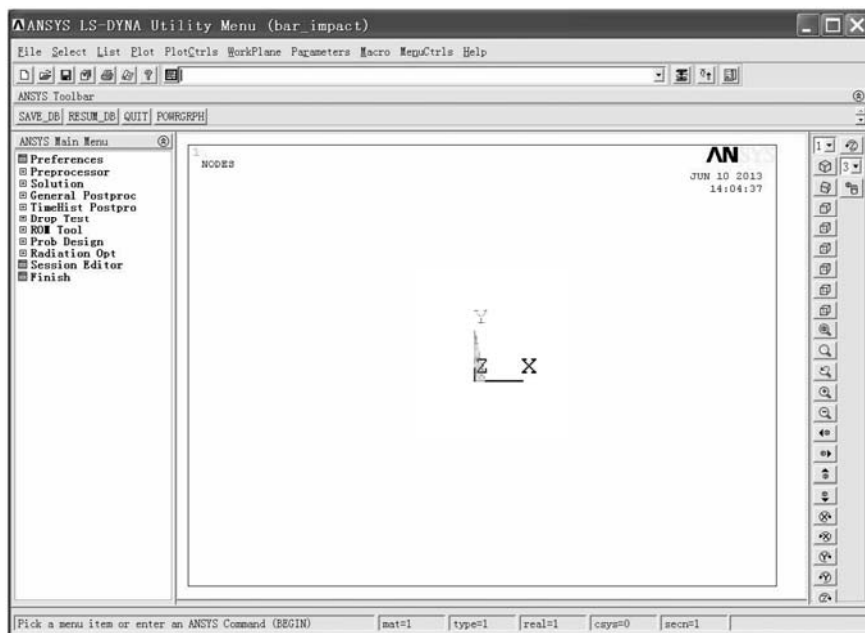 ANSYS LS-DYNA Utility Menu (bar_impact)
File Select List Plot PlotCtrls WorkPlane Parameters Macro MenuCtrls Help
ANSYS Toolbar
SAVE_DB RESUM_DB QUIT POWRGRPH
ANSYS Main Menu
Preferences
Preprocessor
Solution
General Postproc
TimeHist Postpro
Drop Test
ROM Tool
Prob Design
Radiation Opt
Session Editor
Finish
1
NODES
ANSYS
JUN 10 2013
14:04:37
Y
Z X
1
3
Pick a menu item or enter an ANSYS Command (BEGIN) mat=1 type=1 real=1 csys=0 secn=1